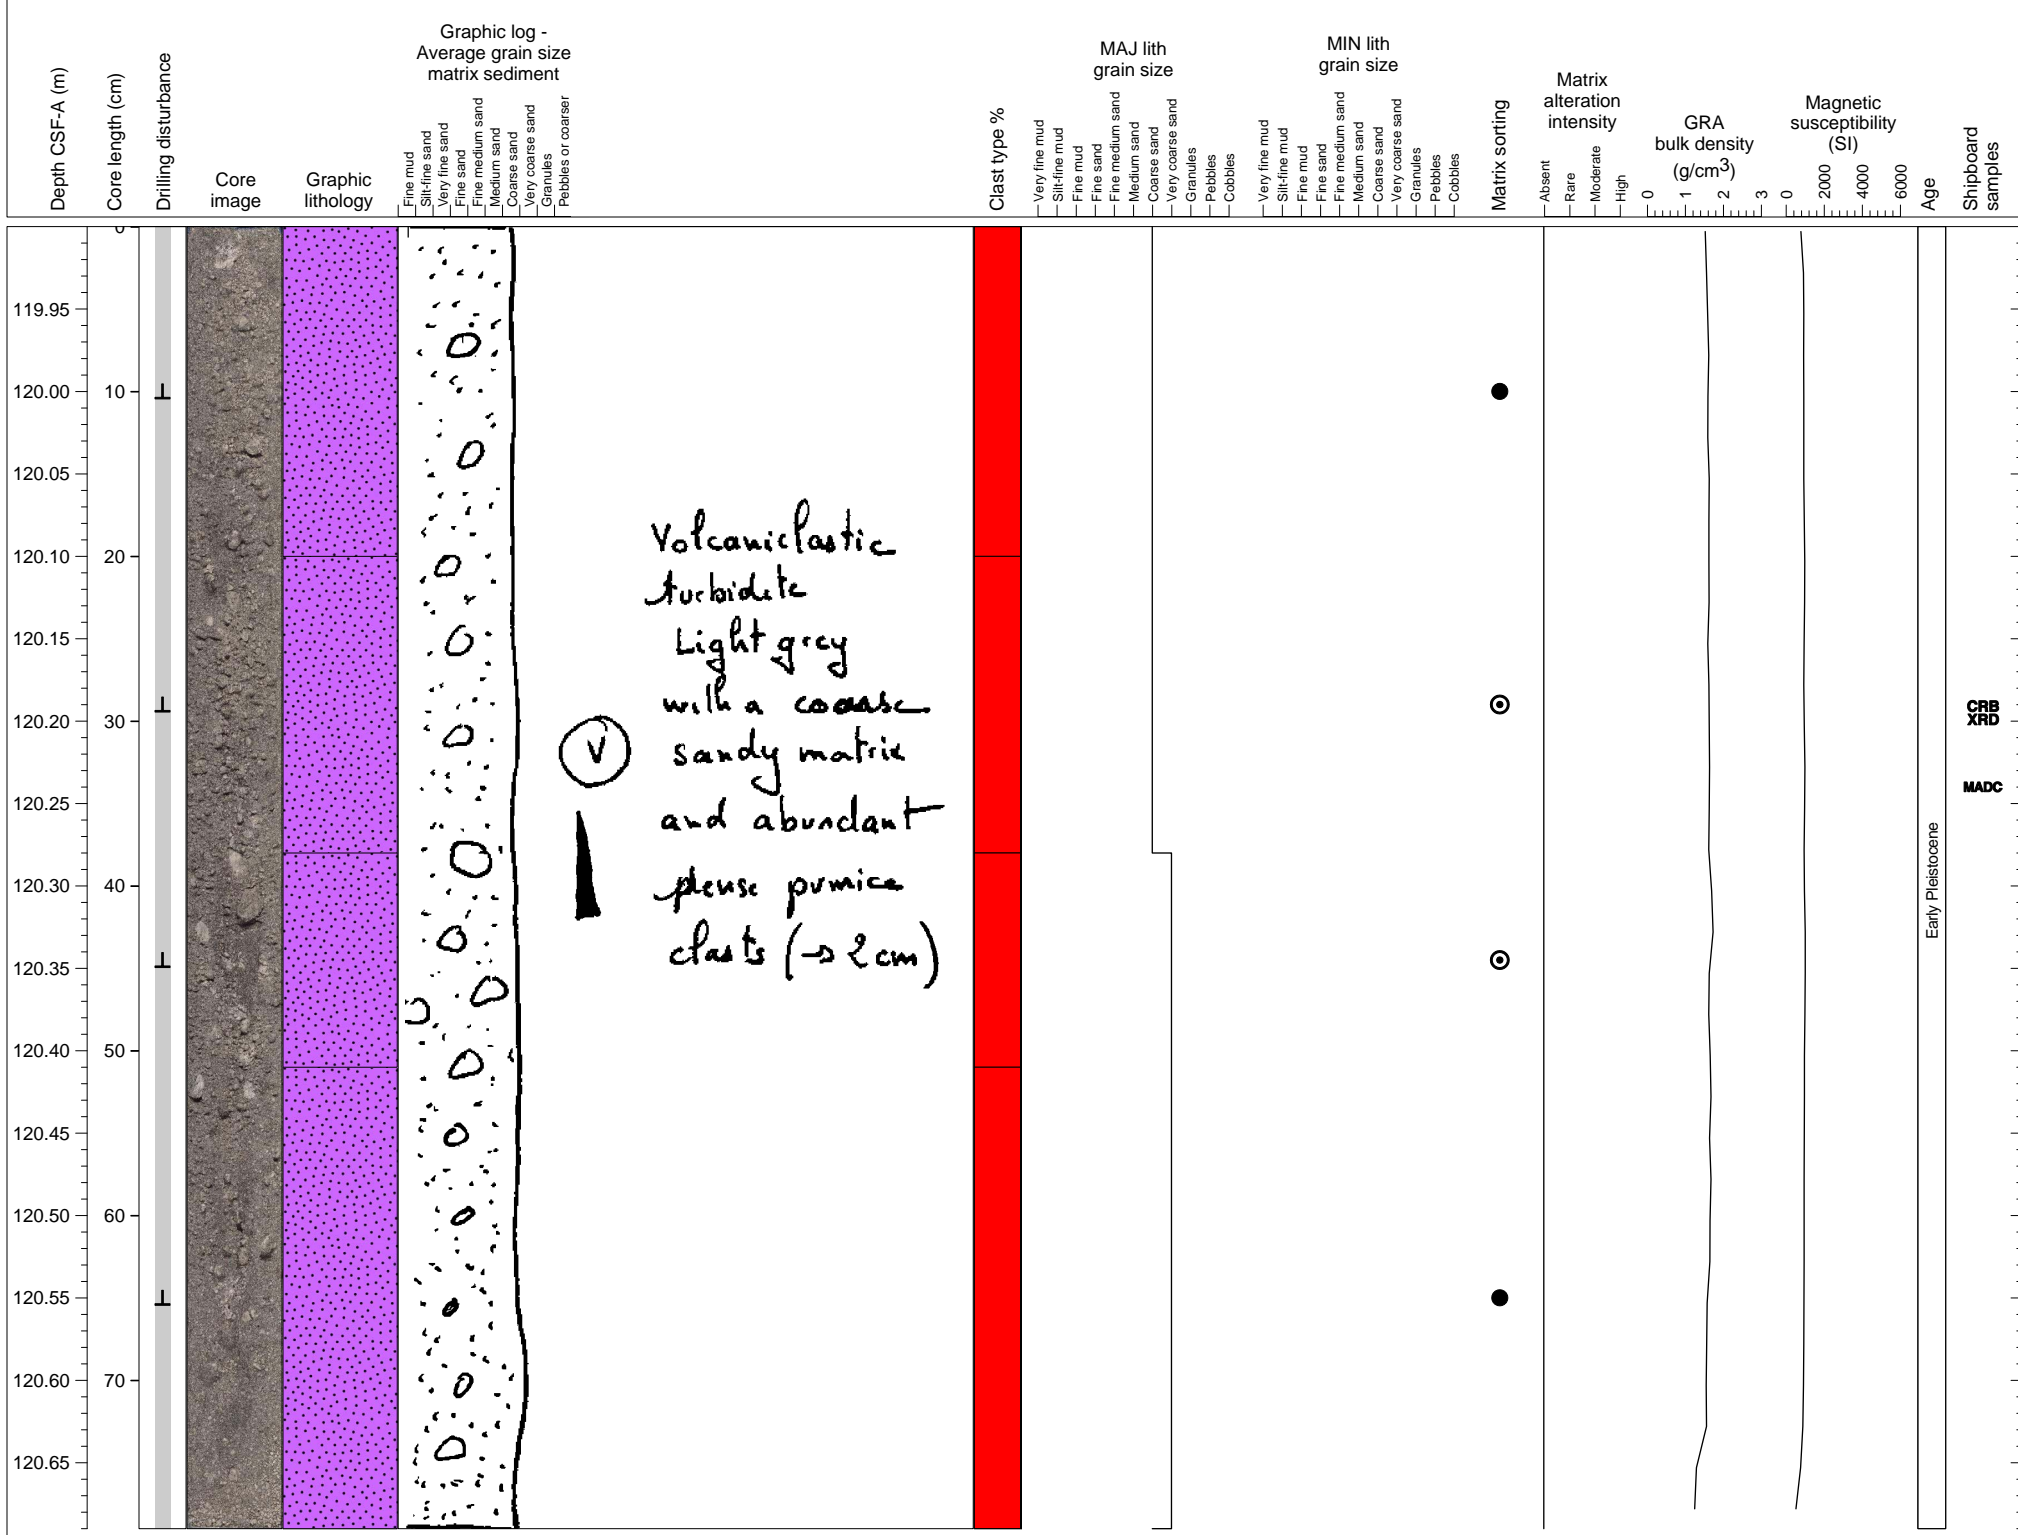 Depth CSF-A (m)
Core length (cm)
Drilling disturbance
Core
image
Graphic
lithology
Graphic log -
Average grain size
matrix sediment
Fine mud
Silt-fine sand
Very fine sand
Fine sand
Fine medium sand
Medium sand
Coarse sand
Very coarse sand
Granules
Pebbles or coarser
Clast type %
MAJ lith
grain size
Very fine mud
Silt-fine mud
Fine mud
Fine sand
Fine medium sand
Medium sand
Coarse sand
Very coarse sand
Granules
Pebbles
Cobbles
MIN lith
grain size
Very fine mud
Silt-fine mud
Fine mud
Fine sand
Fine medium sand
Medium sand
Coarse sand
Very coarse sand
Granules
Pebbles
Cobbles
Matrix sorting
Matrix
alteration
intensity
Absent
Rare
Moderate
High
GRA
bulk density
(g/cm3)
0 1 2 3
Magnetic
susceptibility
(SI)
0 2000 4000 6000
Age
Shipboard
samples
0
119.95
120.00 10
120.05
120.10 20
120.15
120.20 30
120.25
120.30 40
120.35
120.40 50
120.45
120.50 60
120.55
120.60 70
120.65
Volcaniclastic
turbidite
Light grey
with a coarse
sandy matrix
and abundant
dense pumice
clasts (→ 2 cm)
V
Early Pleistocene
CRB
XRD
MADC